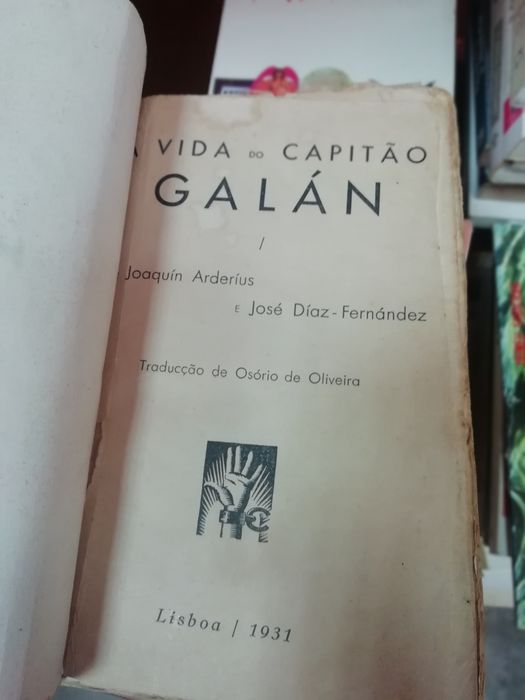 A VIDA DO CAPITÃO
GALÁN
/
Joaquín Arderíus
E José Díaz-Fernández
Traducção de Osório de Oliveira
Lisboa / 1931